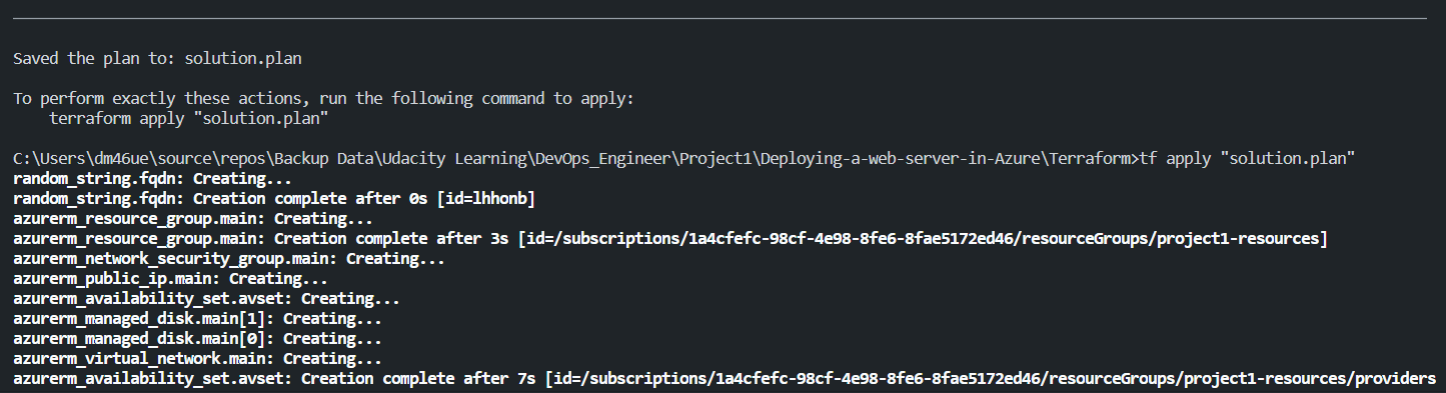 Saved the plan to: solution.plan
To perform exactly these actions, run the following command to apply:
terraform apply "solution.plan"
C:\Users\dm46ue\source\repos\Backup Data\Udacity Learning\DevOps_Engineer\Project1\Deploying-a-web-server-in-Azure\Terraform>tf apply "solution.plan"
random_string.fqdn: Creating...
random_string.fqdn: Creation complete after 0s [id=lhhonb]
azurerm_resource_group.main: Creating...
azurerm_resource_group.main: Creation complete after 3s [id=/subscriptions/1a4cfefc-98cf-4e98-8fe6-8fae5172ed46/resourceGroups/project1-resources]
azurerm_network_security_group.main: Creating...
azurerm_public_ip.main: Creating...
azurerm_availability_set.avset: Creating...
azurerm_managed_disk.main[1]: Creating...
azurerm_managed_disk.main[0]: Creating...
azurerm_virtual_network.main: Creating...
azurerm_availability_set.avset: Creation complete after 7s [id=/subscriptions/1a4cfefc-98cf-4e98-8fe6-8fae5172ed46/resourceGroups/project1-resources/providers